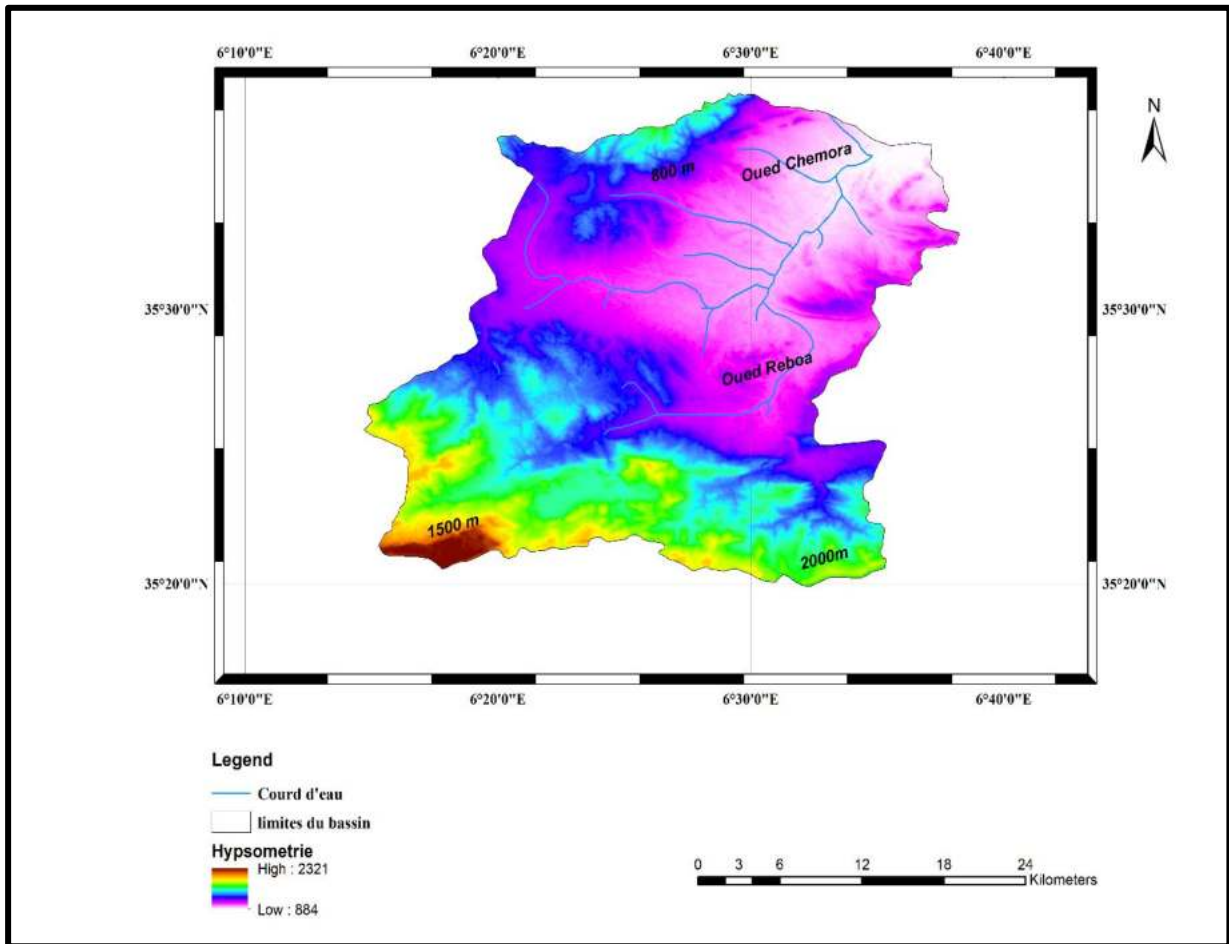 6°10'0"E 6°20'0"E 6°30'0"E 6°40'0"E
N
Oued Chemora
800 m
35°30'0"N 35°30'0"N
Oued Reboa
1500 m
2000m
35°20'0"N 35°20'0"N
6°10'0"E 6°20'0"E 6°30'0"E 6°40'0"E
Legend
Courd d'eau
limites du bassin
Hypsometrie
High : 2321
Low : 884
0 3 6 12 18 24
Kilometers